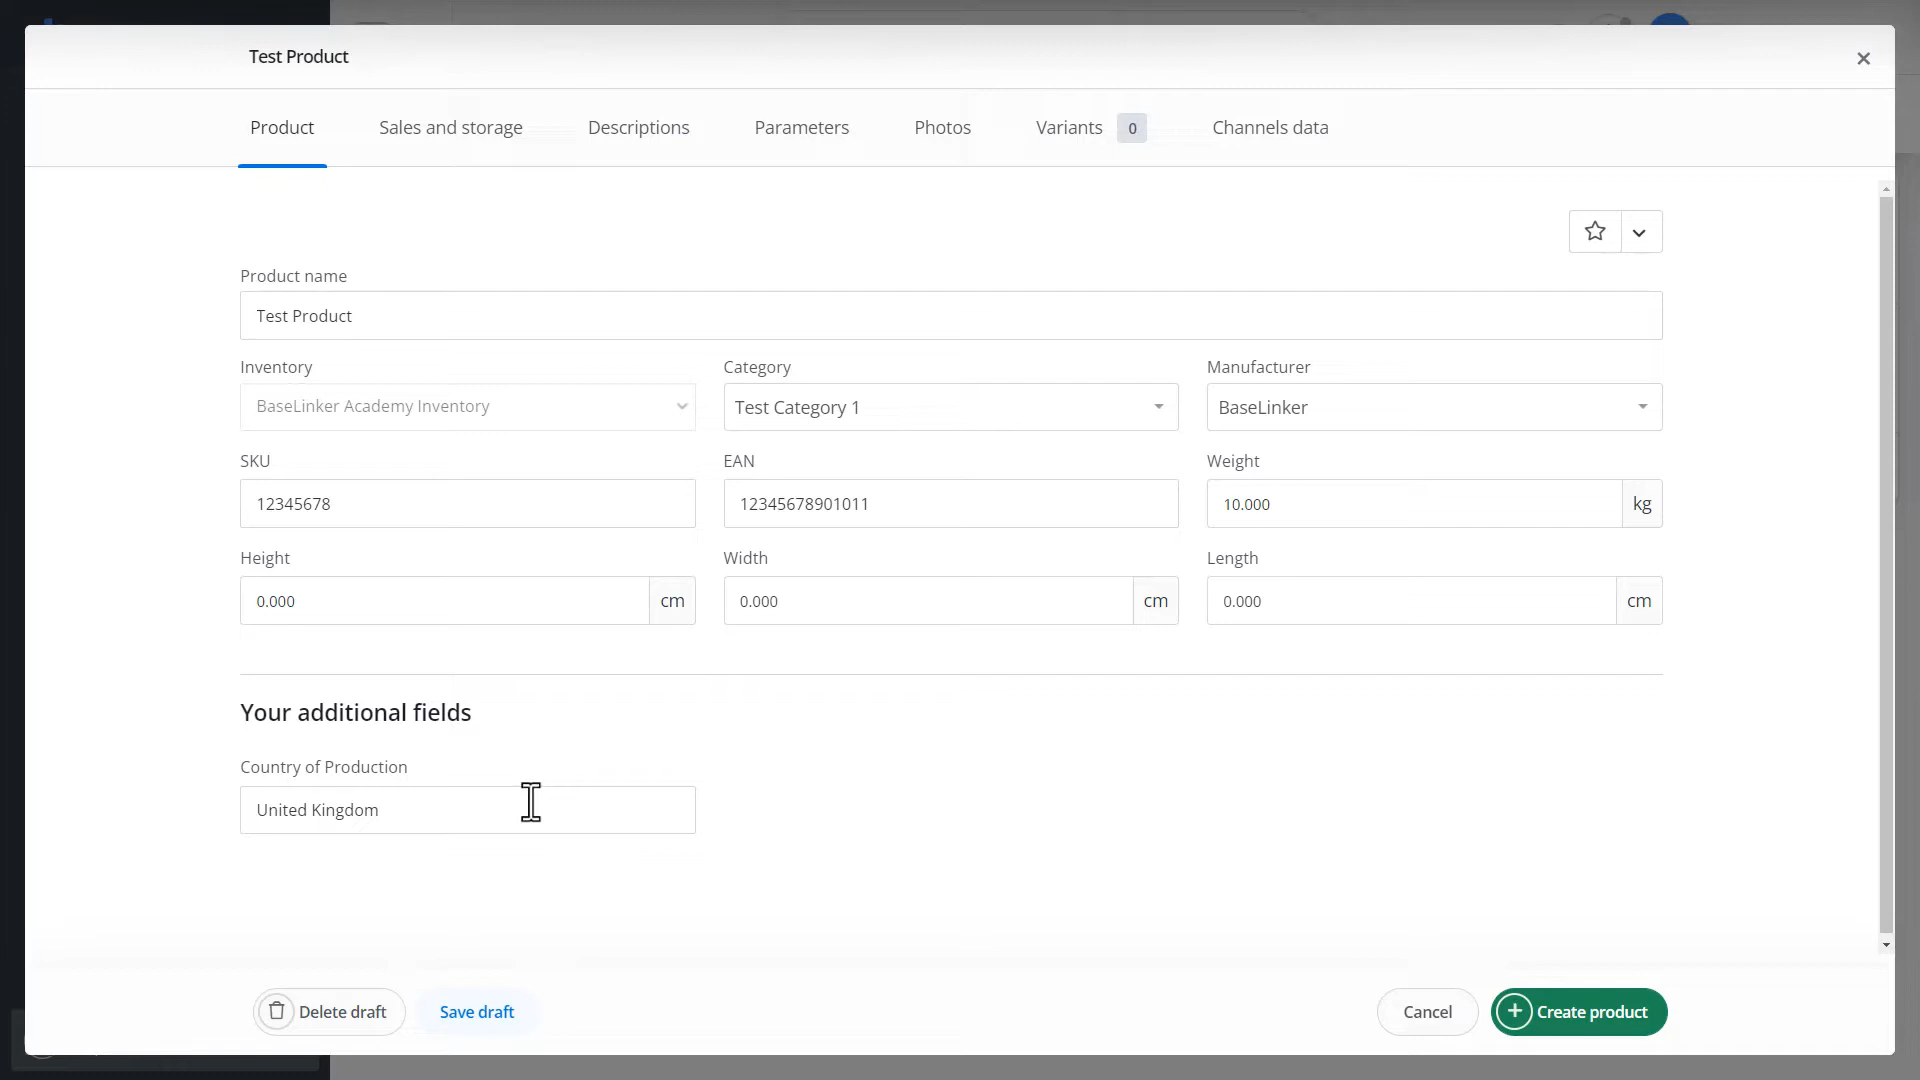 Test Product
Product Sales and storage Descriptions Parameters Photos Variants 0 Channels data
Product name
Test Product
Inventory Category Manufacturer
BaseLinker Academy Inventory Test Category 1 BaseLinker
SKU EAN Weight
12345678 12345678901011 10.000 kg
Height Width Length
0.000 cm 0.000 cm 0.000 cm
Your additional fields
Country of Production
United Kingdom
Delete draft Save draft Cancel Create product